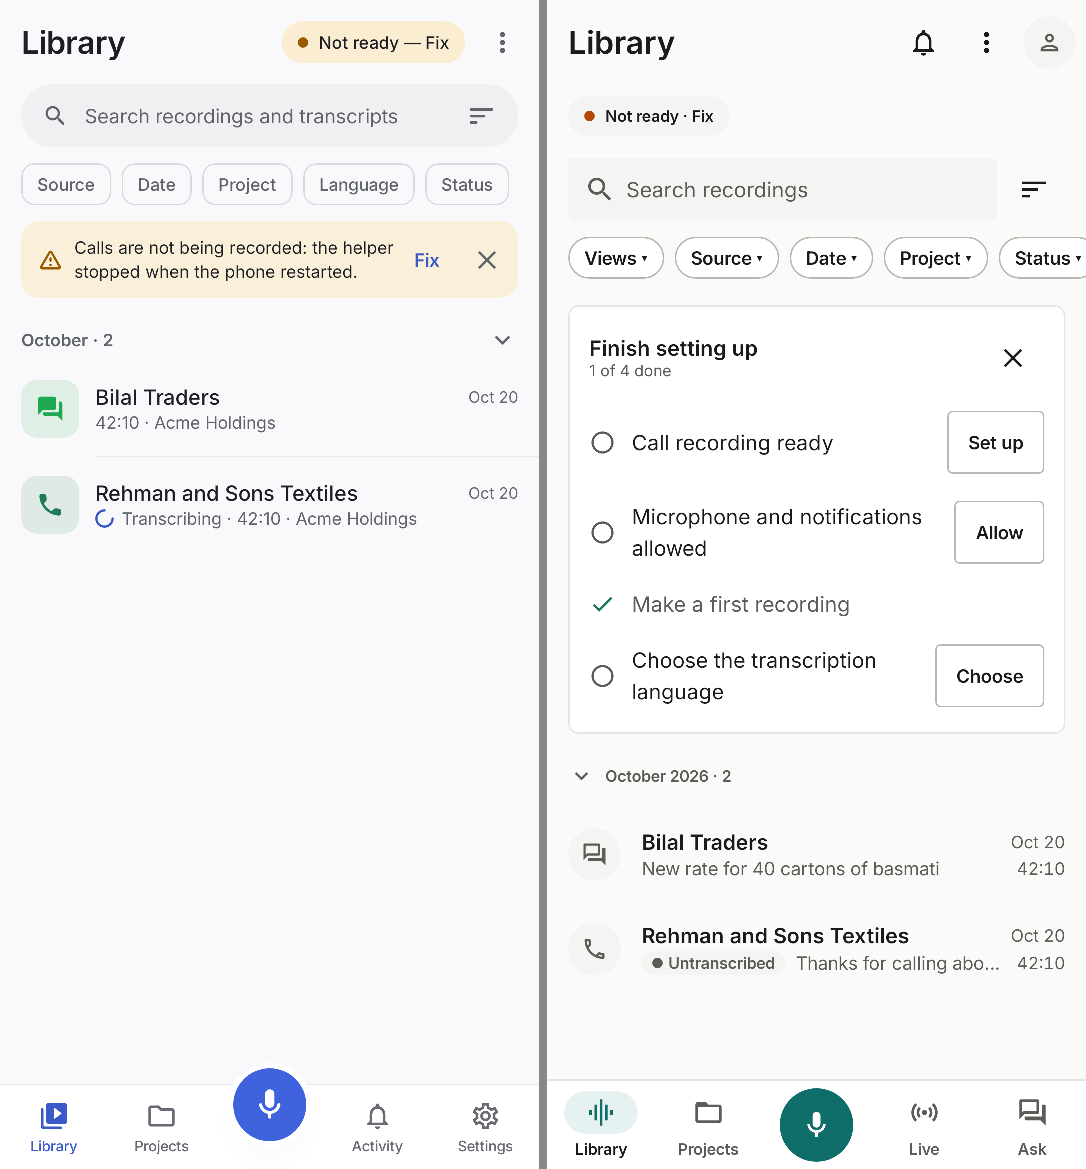 Library
Not ready — Fix
Search recordings and transcripts
Source
Date
Project
Language
Status
Calls are not being recorded: the helper
stopped when the phone restarted.
Fix
October · 2
Bilal Traders
Oct 20
42:10 · Acme Holdings
Rehman and Sons Textiles
Oct 20
Transcribing · 42:10 · Acme Holdings
Library
Projects
Activity
Settings
Library
Not ready · Fix
Search recordings
Views
Source
Date
Project
Status
Finish setting up
1 of 4 done
Call recording ready
Set up
Microphone and notifications
allowed
Allow
Make a first recording
Choose the transcription
language
Choose
October 2026 · 2
Bilal Traders
Oct 20
New rate for 40 cartons of basmati
42:10
Rehman and Sons Textiles
Oct 20
Untranscribed
Thanks for calling abo...
42:10
Library
Projects
Live
Ask